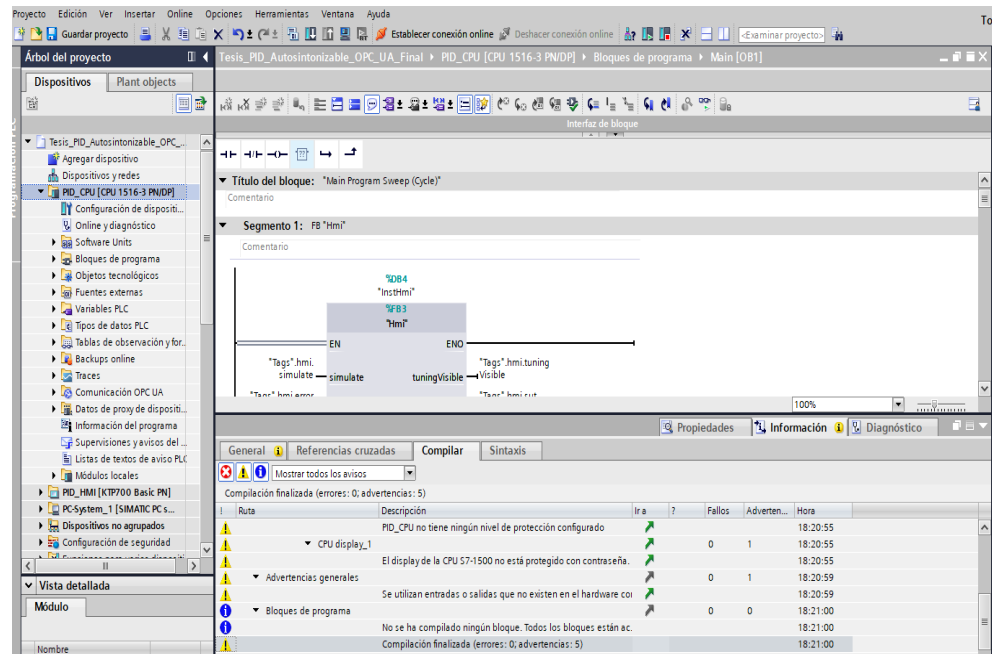 Proyecto Edición Ver Insertar Online Opciones Herramientas Ventana Ayuda
To
Guardar proyecto Establecer conexión online Deshacer conexión online <Examinar proyecto>
Árbol del proyecto
Tesis_PID_Autosintonizable_OPC_UA_Final PID_CPU [CPU 1516-3 PN/DP] Bloques de programa Main [OB1]
Dispositivos Plant objects
Interfaz de bloque
Tesis_PID_Autosintonizable_OPC_...
Agregar dispositivo
Dispositivos y redes
PID_CPU [CPU 1516-3 PN/DP]
Configuración de dispositi...
Online y diagnóstico
Software Units
Bloques de programa
Objetos tecnológicos
Fuentes externas
Variables PLC
Tipos de datos PLC
Tablas de observación y for..
Backups online
Traces
Comunicación OPC UA
Datos de proxy de dispositi...
Información del programa
Supervisiones y avisos del ...
Listas de textos de aviso PLC
Módulos locales
PID_HMI [KTP700 Basic PN]
PC-System_1 [SIMATIC PC s...
Dispositivos no agrupados
Configuración de seguridad
Vista detallada
Módulo
Nombre
Título del bloque: "Main Program Sweep (Cycle)"
Comentario
Segmento 1: FB "Hmi"
Comentario
%DB4
"InstHmi"
%FB3
"Hmi"
EN ENO
"Tags".hmi.
simulate simulate
tuningVisible "Tags".hmi.tuning
Visible
100%
Propiedades Información Diagnóstico
General Referencias cruzadas Compilar Sintaxis
Mostrar todos los avisos
Compilación finalizada (errores: 0; advertencias: 5)
! Ruta Descripción Ir a ? Fallos Adverten... Hora
PID_CPU no tiene ningún nivel de protección configurado 18:20:55
CPU display_1 0 1 18:20:55
El display de la CPU S7-1500 no está protegido con contraseña. 18:20:55
Advertencias generales 0 1 18:20:59
Se utilizan entradas o salidas que no existen en el hardware 18:20:59
Bloques de programa 0 0 18:21:00
No se ha compilado ningún bloque. Todos los bloques están ac. 18:21:00
Compilación finalizada (errores: 0; advertencias: 5) 18:21:00